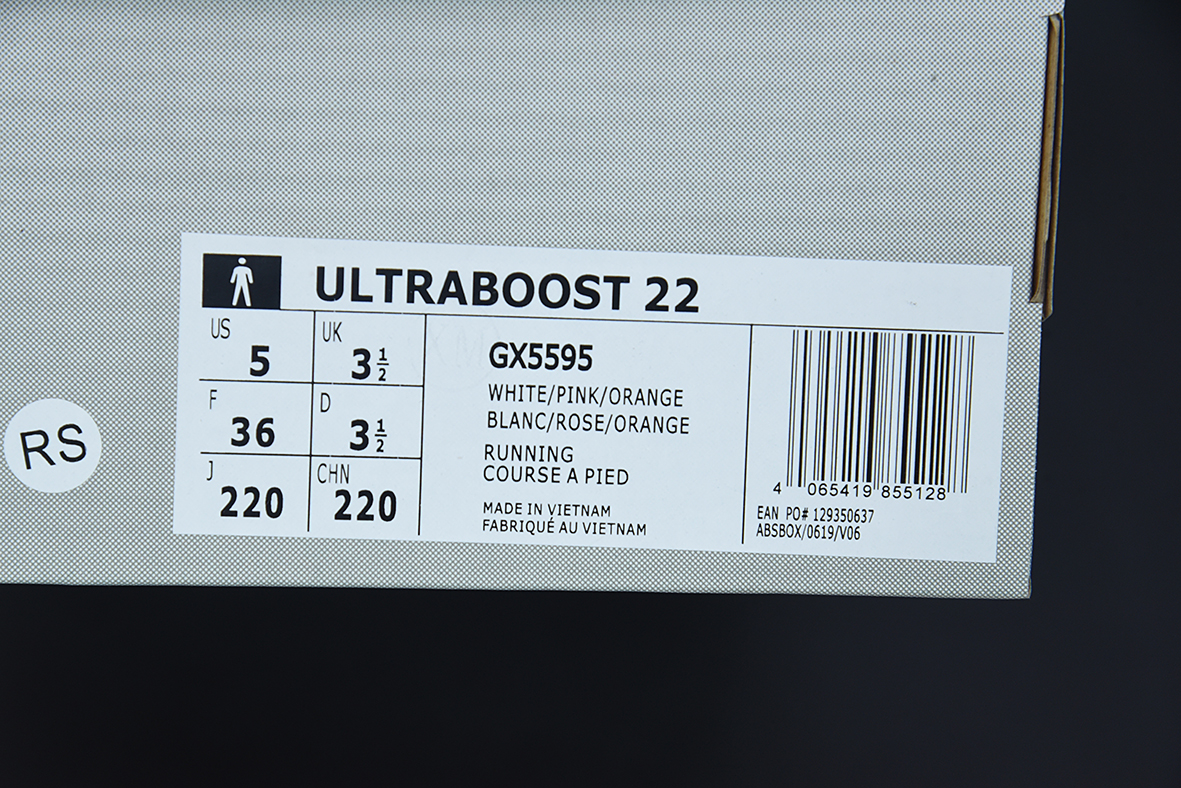 ULTRABOOST 22
US 5
UK 3 1/2
F 36
D 3 1/2
J 220
CHN 220
GX5595
WHITE/PINK/ORANGE
BLANC/ROSE/ORANGE
RUNNING
COURSE A PIED
MADE IN VIETNAM
FABRIQUÉ AU VIETNAM
4 065419 855128
EAN PO# 129350637
ABSBOX/0619/V06
RS